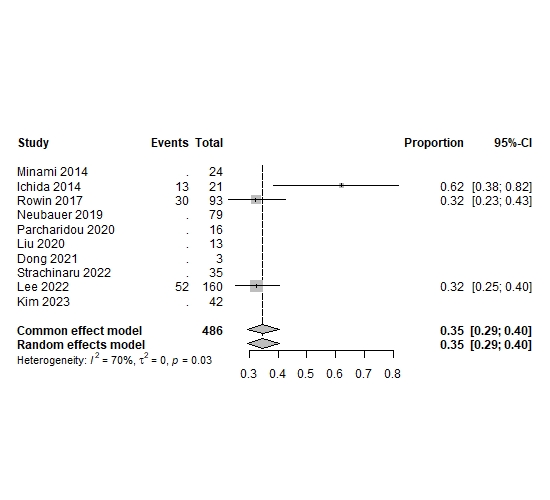 Study Events Total Proportion 95%-CI
Minami 2014 . 24
Ichida 2014 13 21 0.62 [0.38; 0.82]
Rowin 2017 30 93 0.32 [0.23; 0.43]
Neubauer 2019 . 79
Parcharidou 2020 . 16
Liu 2020 . 13
Dong 2021 . 3
Strachinaru 2022 . 35
Lee 2022 52 160 0.32 [0.25; 0.40]
Kim 2023 . 42
Common effect model 486 0.35 [0.29; 0.40]
Random effects model 0.35 [0.29; 0.40]
Heterogeneity: I² = 70%, τ² = 0, p = 0.03
0.3 0.4 0.5 0.6 0.7 0.8